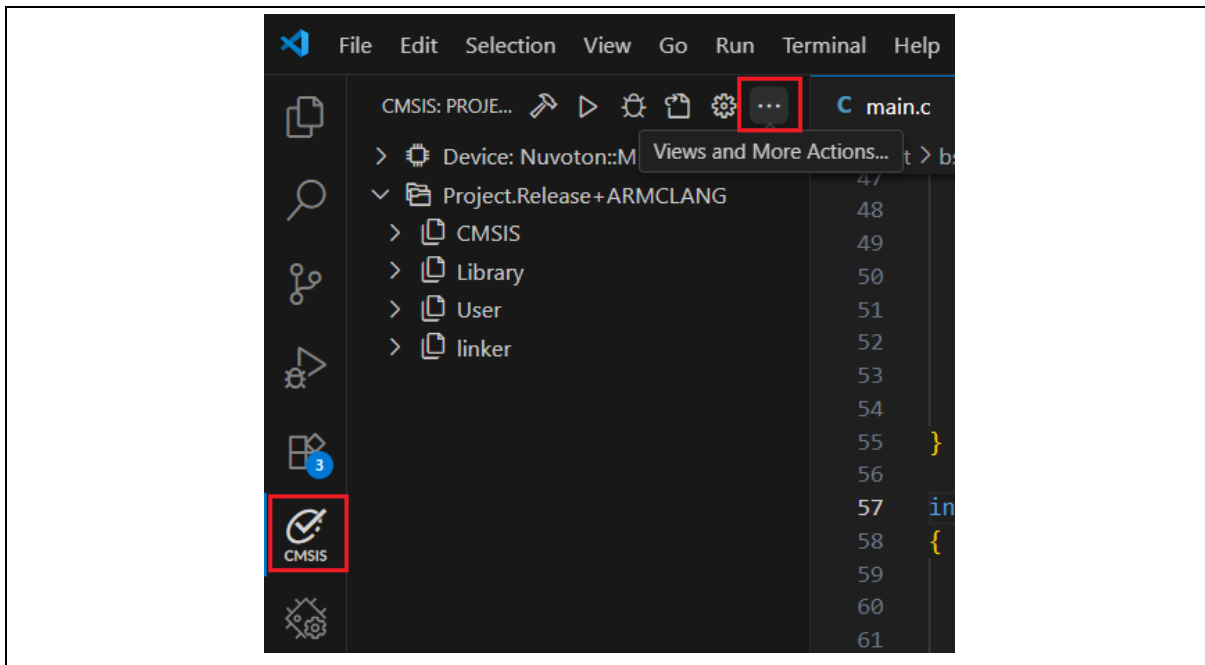 File Edit Selection View Go Run Terminal Help
CMSIS: PROJE... ... C main.c
Views and More Actions...
Device: Nuvoton::M t > bs
47
Project.Release+ARMCLANG
48
CMSIS
49
Library
50
User
51
linker
52
53
54
55 }
3
56
57 in
58 {
CMSIS
59
60
61